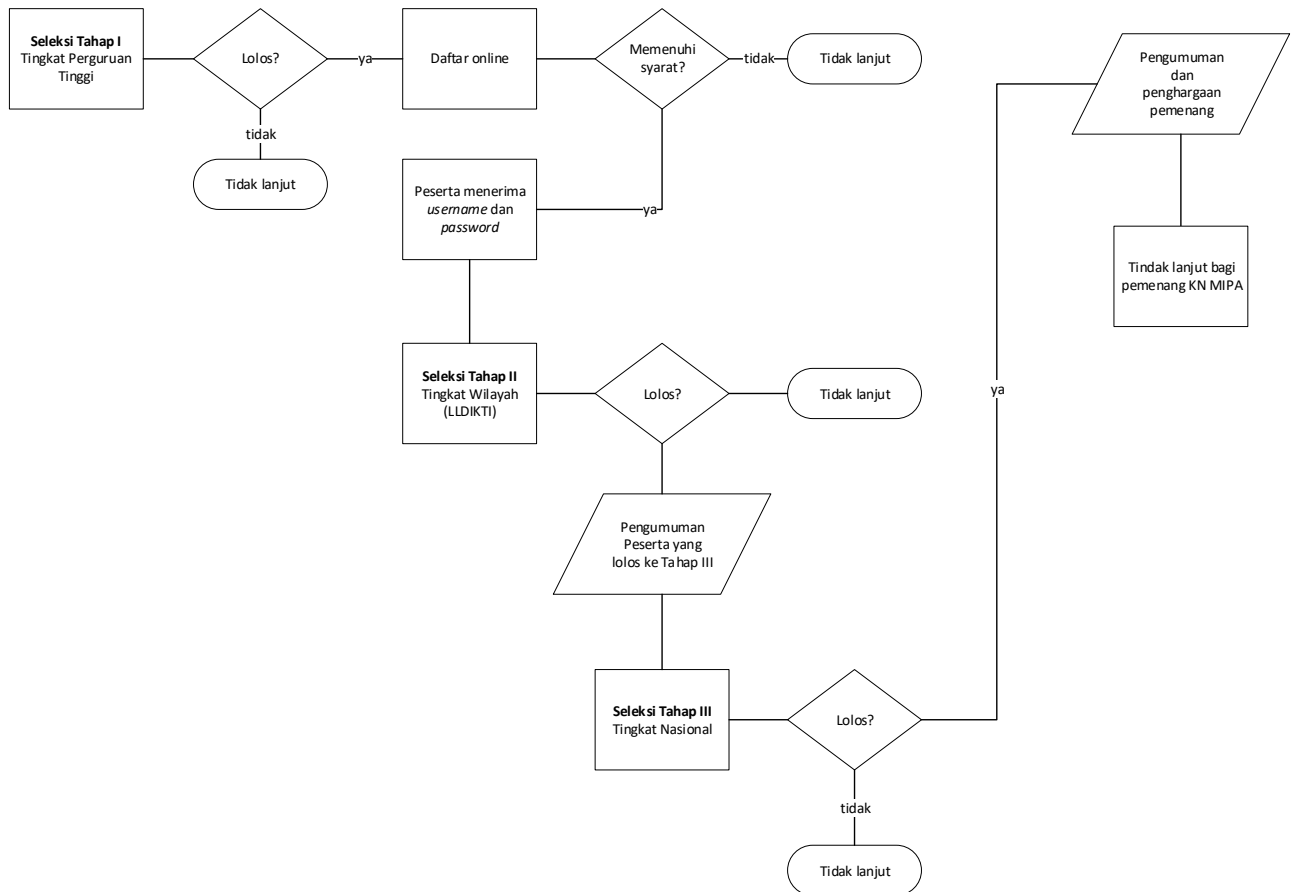 Seleksi Tahap I
Tingkat Perguruan
Tinggi
Lolos?
ya
Daftar online
Memenuhi
syarat?
tidak
Tidak lanjut
tidak
Tidak lanjut
ya
Peserta menerima
username dan
password
Seleksi Tahap II
Tingkat Wilayah
(LLDIKTI)
Lolos?
Tidak lanjut
Pengumuman
Peserta yang
lolos ke Tahap III
Seleksi Tahap III
Tingkat Nasional
Lolos?
tidak
Tidak lanjut
ya
Pengumuman
dan
penghargaan
pemenang
Tindak lanjut bagi
pemenang KN MIPA